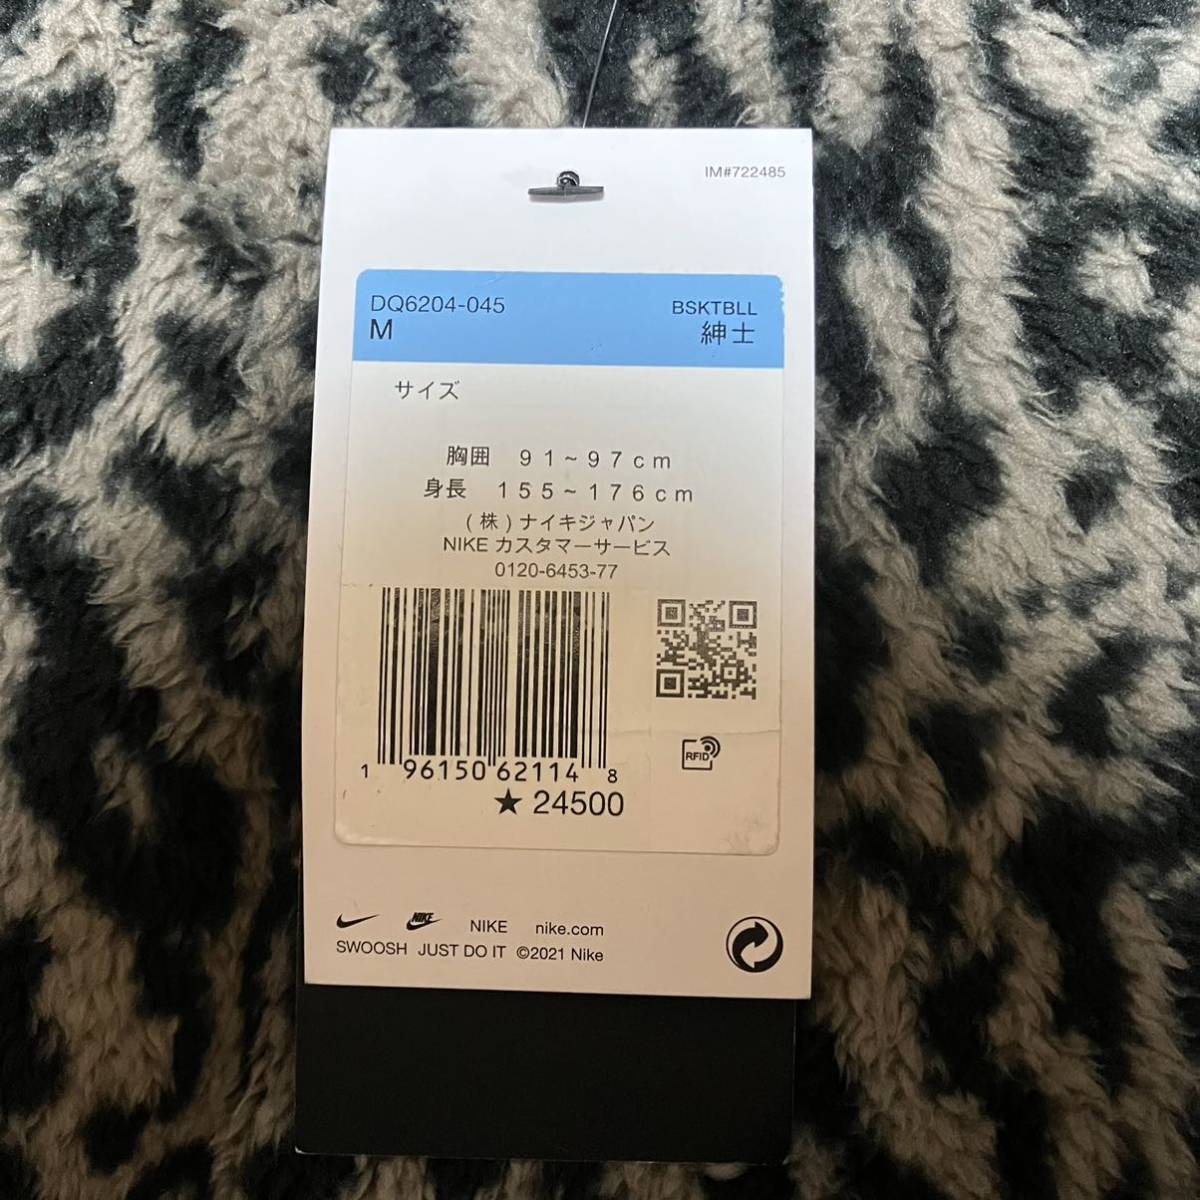 IM#722485
DQ6204-045 BSKTBLL
M 紳士
サイズ
胸囲 91~97cm
身長 155~176cm
(株)ナイキジャパン
NIKE カスタマーサービス
0120-6453-77
RFID
1 96150 62114 8
★24500
NIKE NIKE nike.com
SWOOSH JUST DO IT ©2021 Nike